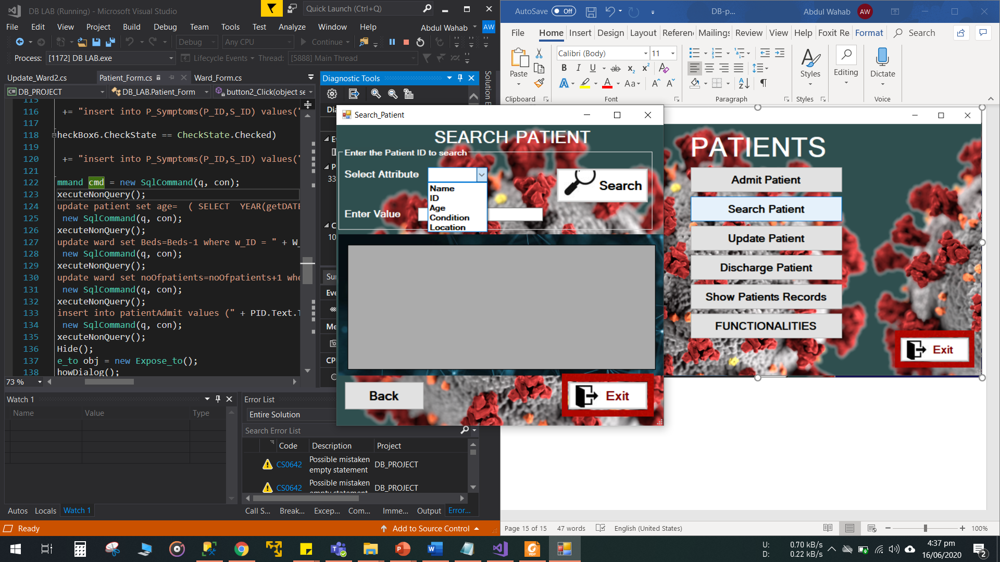 DB LAB (Running) - Microsoft Visual Studio
Quick Launch (Ctrl+Q)
File Edit View Project Build Debug Team Tools Test Analyze Window Help
Abdul Wahab AW
Debug Any CPU Continue
Process: [1172] DB LAB.exe Lifecycle Events Thread: [5888] Main Thread
Update_Ward2.cs Patient_Form.cs Ward_Form.cs
DB_PROJECT DB_LAB.Patient_Form button2_Click(object se
115
116 += "insert into P_Symptoms(P_ID,S_ID) values("
117
118 heckBox6.CheckState == CheckState.Checked)
119
120 += "insert into P_Symptoms(P_ID,S_ID) values("
121
122 mmand cmd = new SqlCommand(q, con);
123 xecuteNonQuery();
124 update patient set age= ( SELECT YEAR(getDATE
125 new SqlCommand(q, con);
126 xecuteNonQuery();
127 update ward set Beds=Beds-1 where w_ID = " + W_
128 new SqlCommand(q, con);
129 xecuteNonQuery();
130 update ward set noOfpatients=noOfpatients+1 whe
131 new SqlCommand(q, con);
132 xecuteNonQuery();
133 insert into patientAdmit values (" + PID.Text.T
134 new SqlCommand(q, con);
135 xecuteNonQuery();
136 Hide();
137 e_to obj = new Expose_to();
138 howDialog();
73 %
Diagnostic Tools
Solution E
Watch 1
Name Value Type
Autos Locals Watch 1
Error List
Entire Solution
Search Error List
Code Description Project
CS0642 Possible mistaken empty statement DB_PROJECT
CS0642 Possible mistaken empty statement DB_PROJECT
Call S... Break... Excep... Com... Imme... Output Error...
Ready
Add to Source Control
Search_Patient
SEARCH PATIENT
Enter the Patient ID to search
Select Attribute
Name
ID
Age
Condition
Location
Search
Enter Value
Back
Exit
AutoSave Off DB-p... Abdul Wahab AW
File Home Insert Design Layout Referen Mailings Review View Help Foxit Re Format Search
Paste
Calibri (Body) 11
Styles Editing Dictate
Clipboard Font Paragraph Styles Voice
PATIENTS
Admit Patient
Search Patient
Update Patient
Discharge Patient
Show Patients Records
FUNCTIONALITIES
Exit
Page 15 of 15 47 words English (United States) 100%
U: 0.70 kB/s
D: 0.22 kB/s
4:37 pm
16/06/2020
2